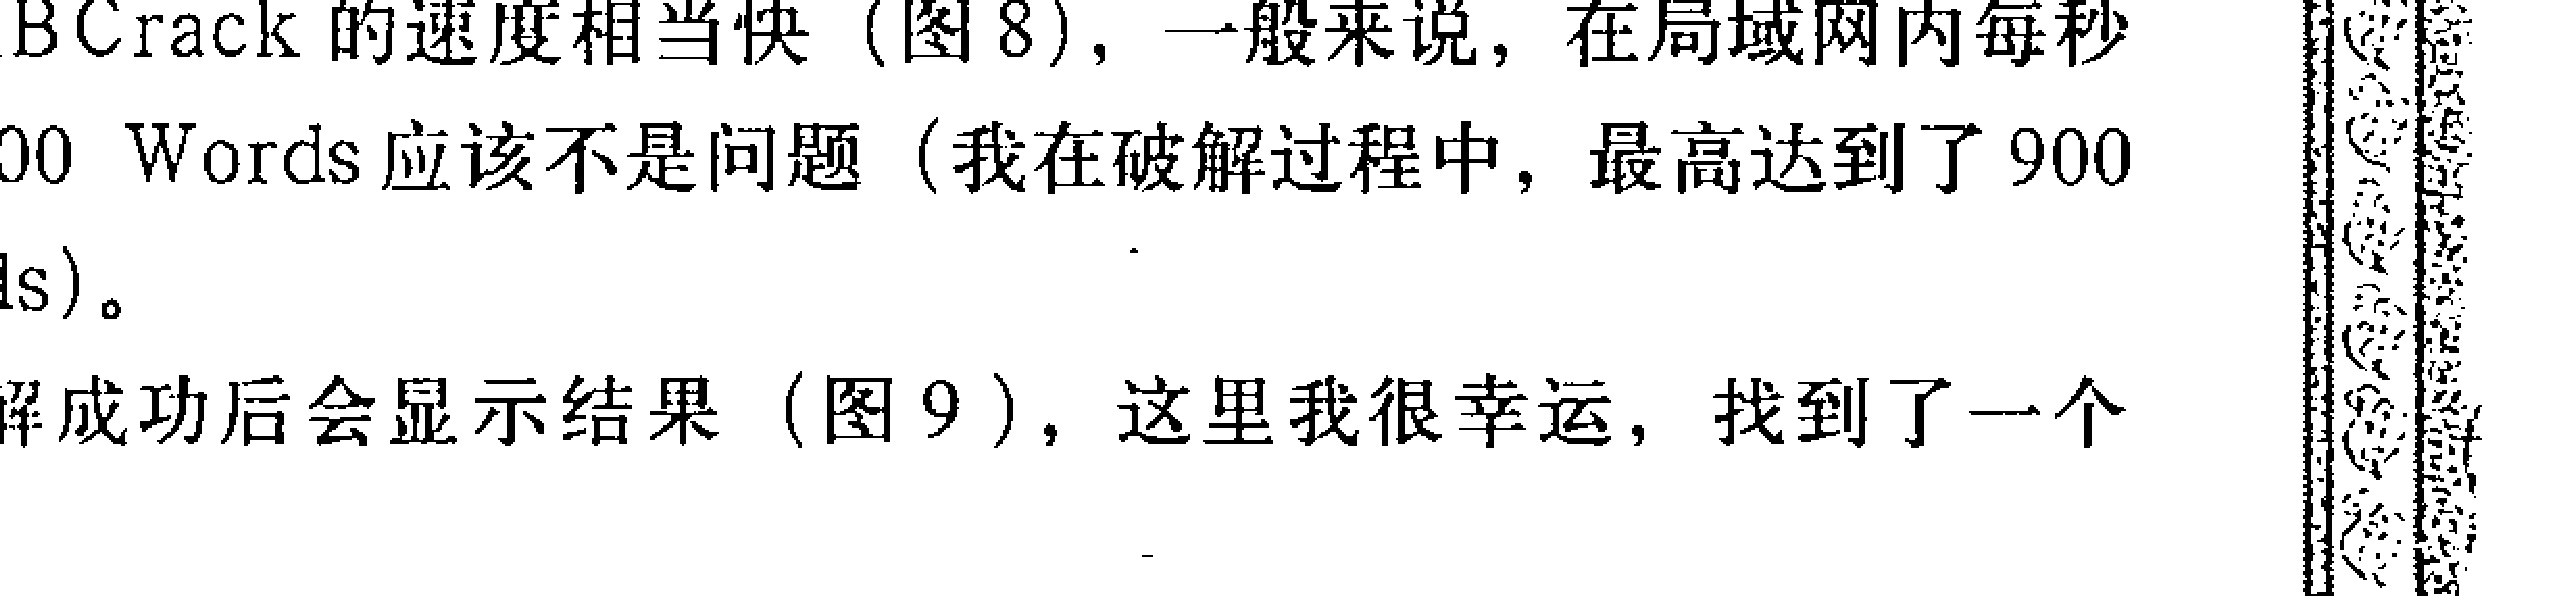 BCrack 的速度相当快（图 8），一般来说，在局域网内每秒
00 Words 应该不是问题（我在破解过程中，最高达到了 900
ds）。
解成功后会显示结果（图 9 ），这里我很幸运，找到了一个